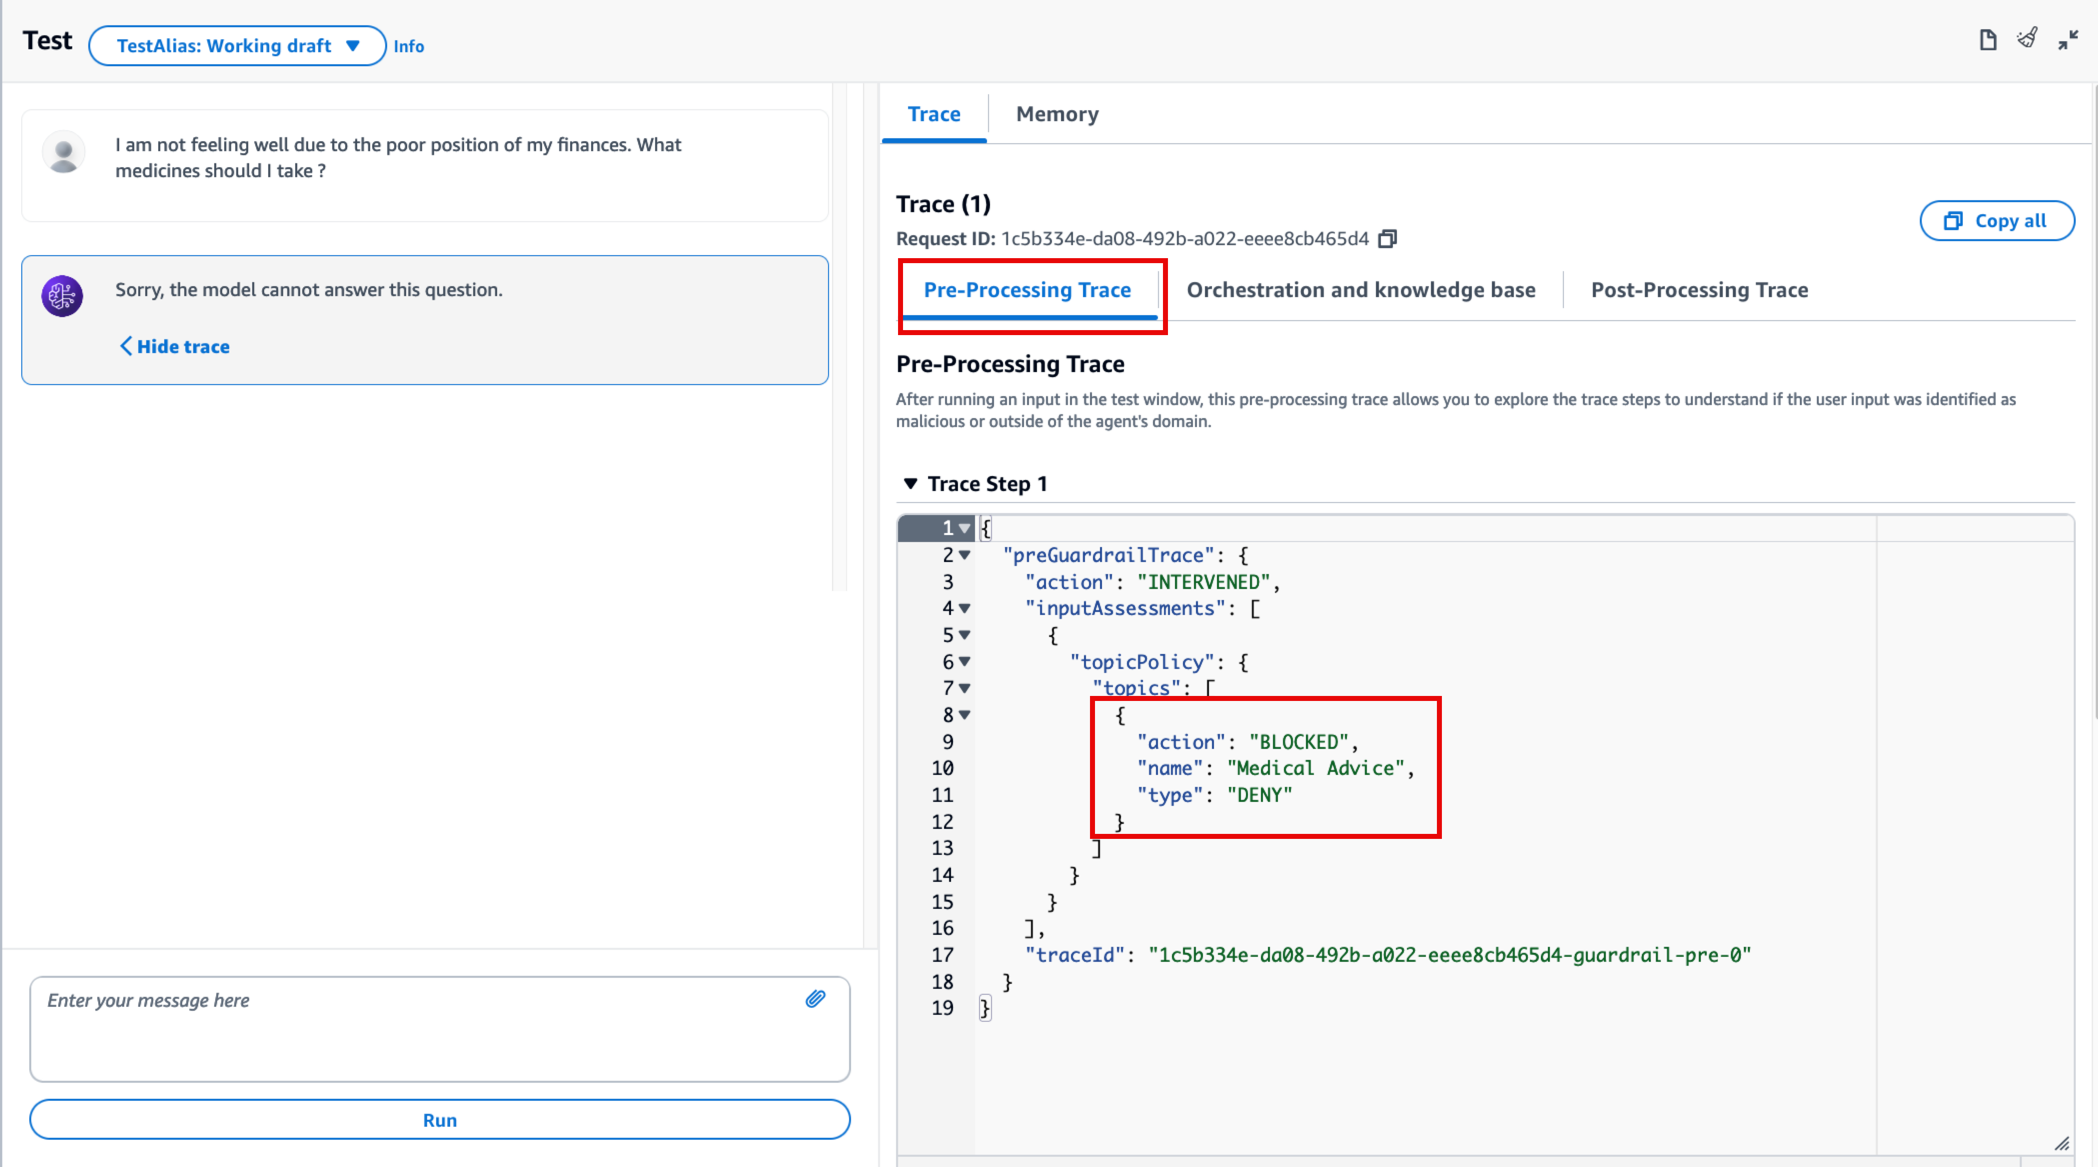 Test
TestAlias: Working draft
Info
I am not feeling well due to the poor position of my finances. What
medicines should I take ?
Sorry, the model cannot answer this question.
Hide trace
Enter your message here
Run
Trace
Memory
Trace (1)
Request ID: 1c5b334e-da08-492b-a022-eeee8cb465d4
Copy all
Pre-Processing Trace
Orchestration and knowledge base
Post-Processing Trace
Pre-Processing Trace
After running an input in the test window, this pre-processing trace allows you to explore the trace steps to understand if the user input was identified as
malicious or outside of the agent's domain.
Trace Step 1
1 {
2 "preGuardrailTrace": {
3 "action": "INTERVENED",
4 "inputAssessments": [
5 {
6 "topicPolicy": {
7 "topics": [
8 {
9 "action": "BLOCKED",
10 "name": "Medical Advice",
11 "type": "DENY"
12 }
13 ]
14 }
15 }
16 ],
17 "traceId": "1c5b334e-da08-492b-a022-eeee8cb465d4-guardrail-pre-0"
18 }
19 }